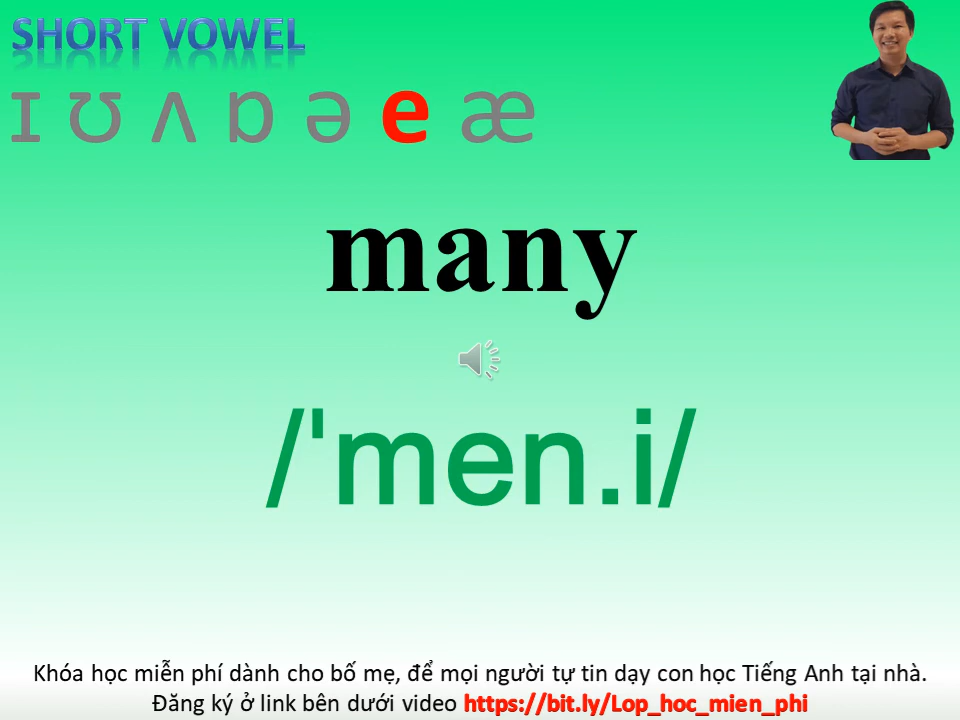 SHORT VOWEL
ɪ ʊ ʌ ɒ ə e æ
many
/ˈmen.i/
Khóa học miễn phí dành cho bố mẹ, để mọi người tự tin dạy con học Tiếng Anh tại nhà.
Đăng ký ở link bên dưới video https://bit.ly/Lop_hoc_mien_phi